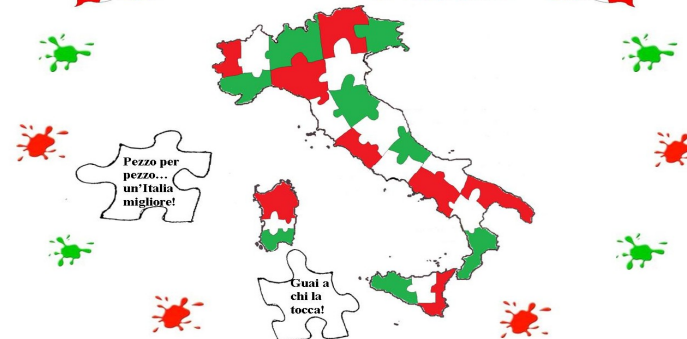 Pezzo per
pezzo...
un'Italia
migliore!
Guai a
chi la
tocca!